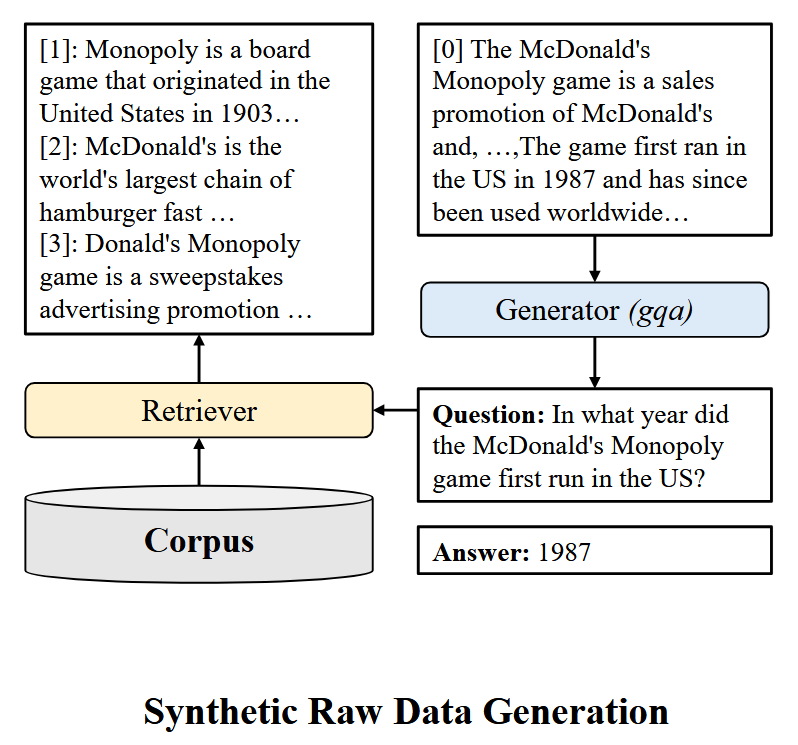 [1]: Monopoly is a board
game that originated in the
United States in 1903…
[2]: McDonald's is the
world's largest chain of
hamburger fast …
[3]: Donald's Monopoly
game is a sweepstakes
advertising promotion …
[0] The McDonald's
Monopoly game is a sales
promotion of McDonald's
and, …,The game first ran in
the US in 1987 and has since
been used worldwide…
Generator (gqa)
Retriever
Question: In what year did
the McDonald's Monopoly
game first run in the US?
Corpus
Answer: 1987
Synthetic Raw Data Generation